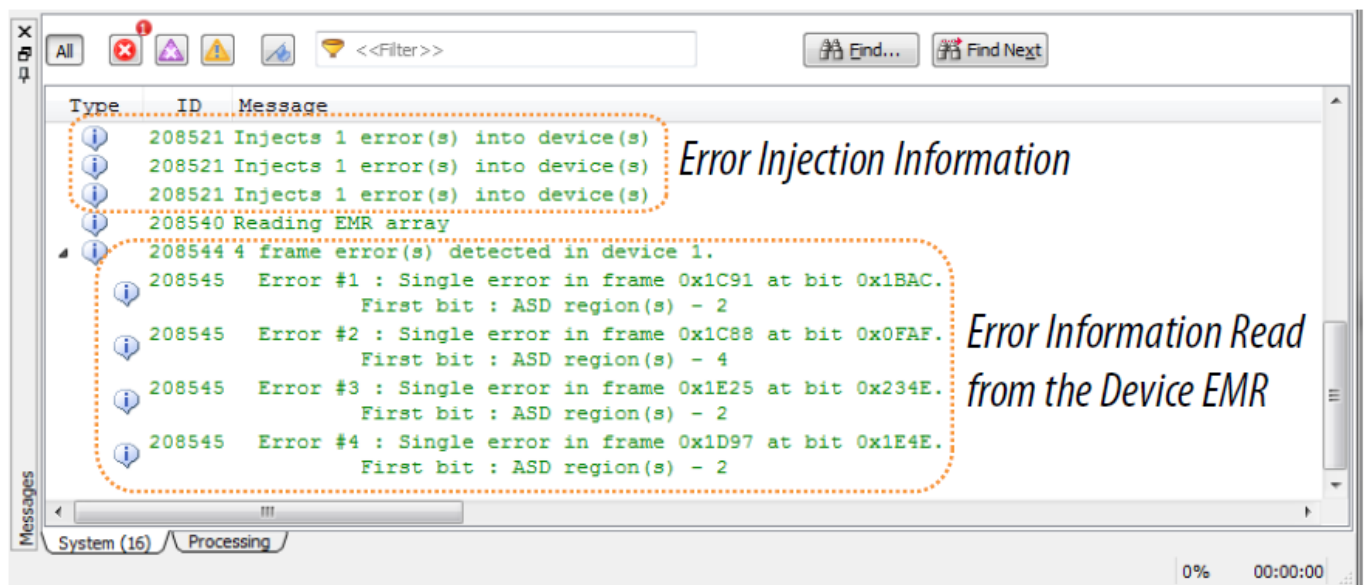 1
All
<<Filter>>
Find...
Find Next
Type ID Message
208521 Injects 1 error(s) into device(s)
208521 Injects 1 error(s) into device(s)
208521 Injects 1 error(s) into device(s)
Error Injection Information
208540 Reading EMR array
208544 4 frame error(s) detected in device 1.
208545 Error #1 : Single error in frame 0x1C91 at bit 0x1BAC.
First bit : ASD region(s) - 2
208545 Error #2 : Single error in frame 0x1C88 at bit 0x0FAF.
First bit : ASD region(s) - 4
208545 Error #3 : Single error in frame 0x1E25 at bit 0x234E.
First bit : ASD region(s) - 2
208545 Error #4 : Single error in frame 0x1D97 at bit 0x1E4E.
First bit : ASD region(s) - 2
Error Information Read
from the Device EMR
Messages
System (16)
Processing
0% 00:00:00